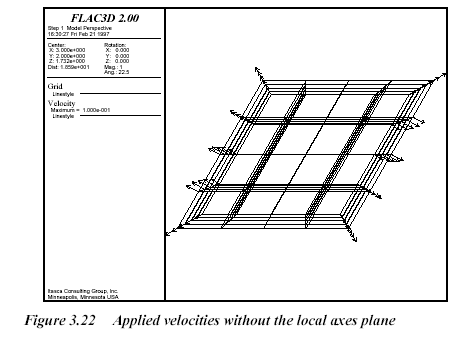 FLAC3D 2.00
Step 1 Model Perspective
16:30:27 Fri Feb 21 1997
Center: Rotation:
X: 3.000e+000 X: 0.000
Y: 2.000e+000 Y: 0.000
Z: 1.732e+000 Z: 0.000
Dist: 1.859e+001 Mag.: 1
Ang.: 22.5
Grid
Linestyle
Velocity
Maximum = 1.000e-001
Linestyle
Itasca Consulting Group, Inc.
Minneapolis, Minnesota USA
Figure 3.22 Applied velocities without the local axes plane